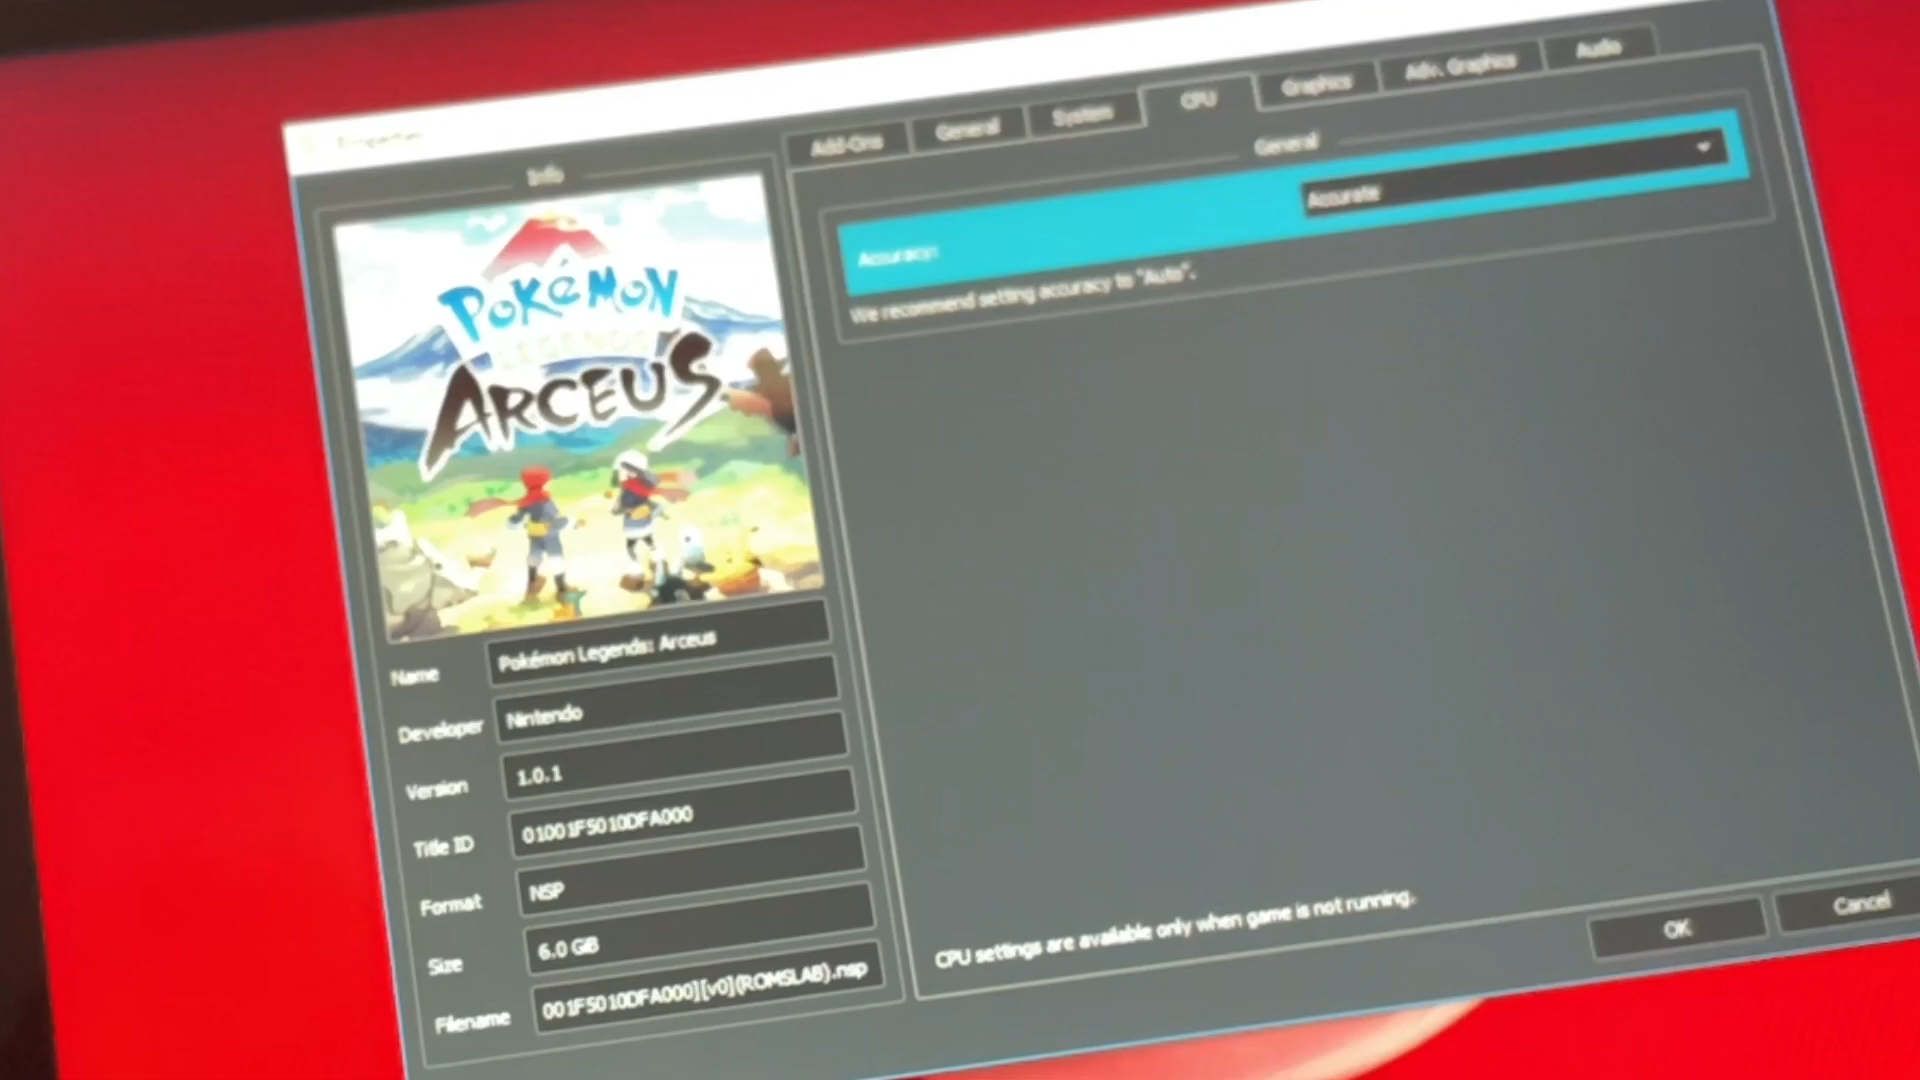 Properties
Info
POKÉMON
LEGENDS
ARCEUS
Name
Pokémon Legends: Arceus
Developer
Nintendo
Version
1.0.1
Title ID
01001F5010DFA000
Format
NSP
Size
6.0 GiB
Filename
001F5010DFA000][v0](ROMSLAB).nsp
Add-Ons
General
System
CPU
Graphics
Adv. Graphics
Audio
General
Accuracy:
Accurate
We recommend setting accuracy to "Auto".
CPU settings are available only when game is not running.
OK
Cancel